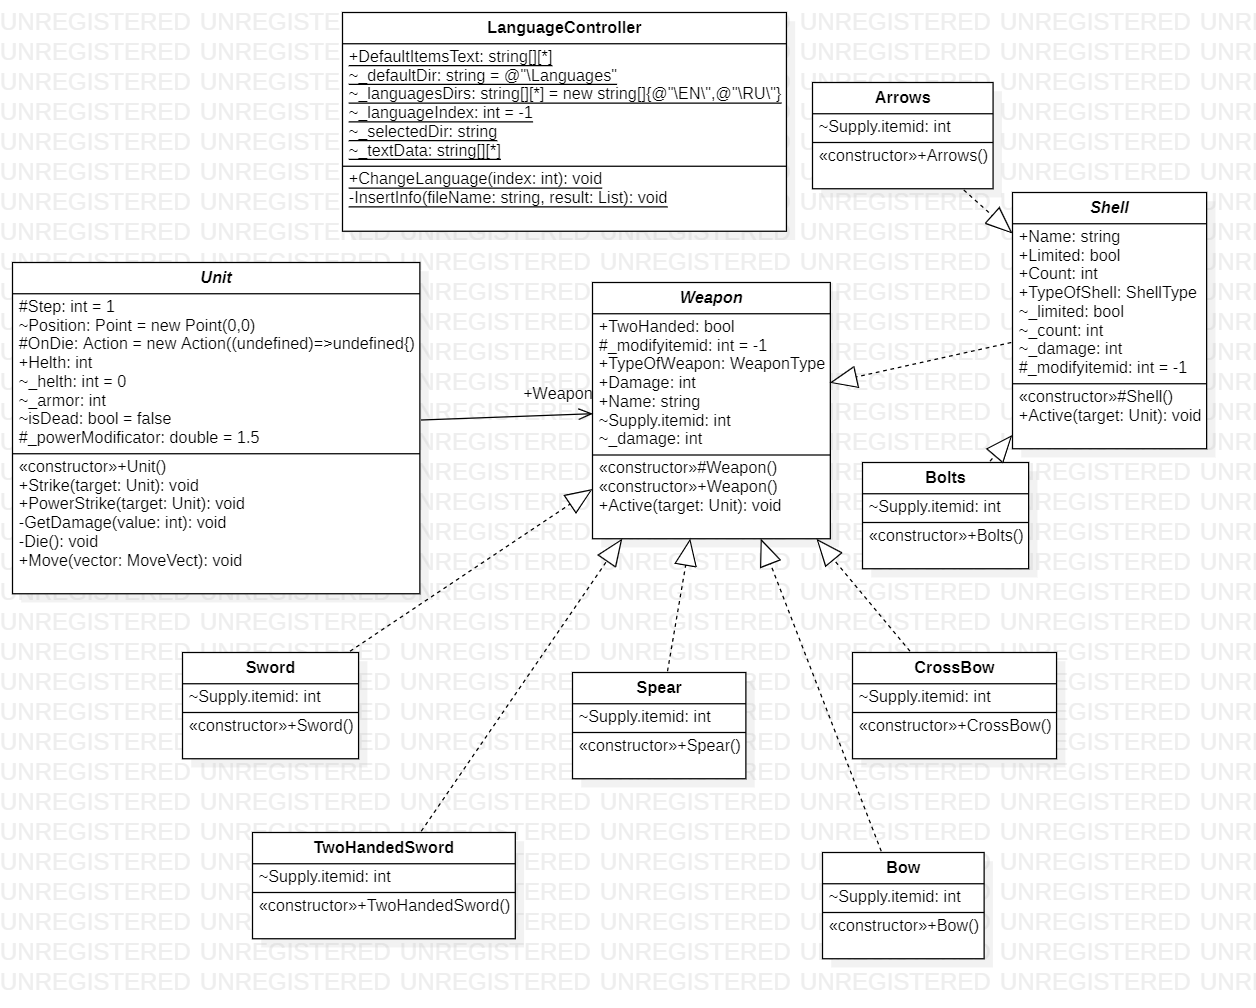 LanguageController
+DefaultItemsText: string[][*]
~_defaultDir: string = @"\Languages"
~_languagesDirs: string[][*] = new string[]{@"\EN\",@"\RU\"}
~_languageIndex: int = -1
~_selectedDir: string
~_textData: string[][*]
+ChangeLanguage(index: int): void
-InsertInfo(fileName: string, result: List): void
Arrows
~Supply.itemid: int
«constructor»+Arrows()
Shell
+Name: string
+Limited: bool
+Count: int
+TypeOfShell: ShellType
~_limited: bool
~_count: int
~_damage: int
#_modifyitemid: int = -1
«constructor»#Shell()
+Active(target: Unit): void
Unit
#Step: int = 1
~Position: Point = new Point(0,0)
#OnDie: Action = new Action((undefined)=>undefined{)
+Helth: int
~_helth: int = 0
~_armor: int
~isDead: bool = false
#_powerModificator: double = 1.5
«constructor»+Unit()
+Strike(target: Unit): void
+PowerStrike(target: Unit): void
-GetDamage(value: int): void
-Die(): void
+Move(vector: MoveVect): void
+Weapon
Weapon
+TwoHanded: bool
#_modifyitemid: int = -1
+TypeOfWeapon: WeaponType
+Damage: int
+Name: string
~Supply.itemid: int
~_damage: int
«constructor»#Weapon()
«constructor»+Weapon()
+Active(target: Unit): void
Bolts
~Supply.itemid: int
«constructor»+Bolts()
Sword
~Supply.itemid: int
«constructor»+Sword()
Spear
~Supply.itemid: int
«constructor»+Spear()
CrossBow
~Supply.itemid: int
«constructor»+CrossBow()
TwoHandedSword
~Supply.itemid: int
«constructor»+TwoHandedSword()
Bow
~Supply.itemid: int
«constructor»+Bow()
UNREGISTERED